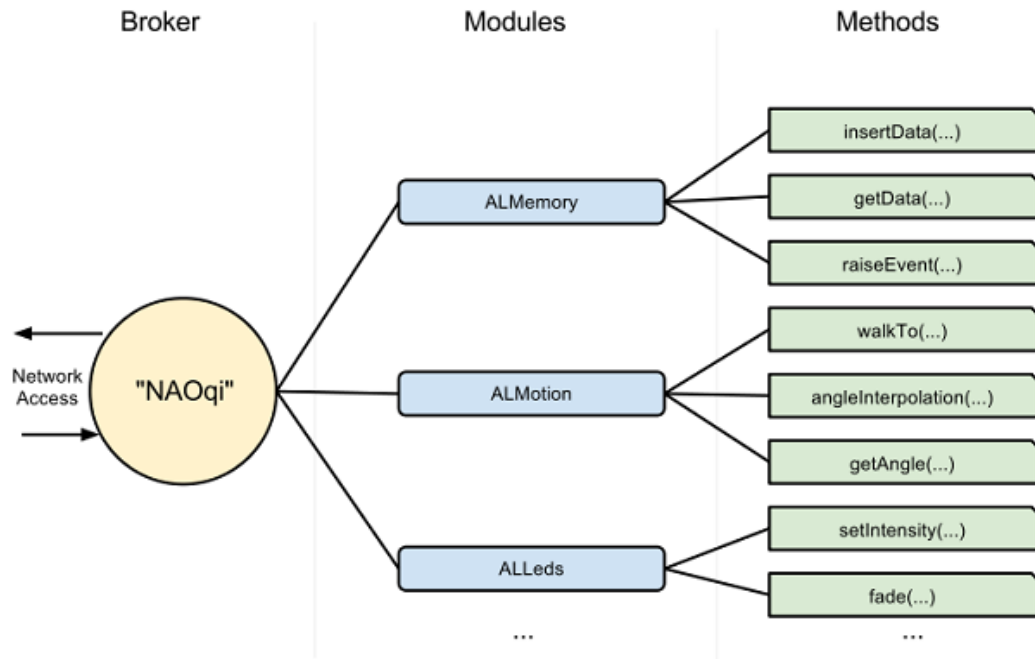 Broker
Modules
Methods
insertData(...)
ALMemory
getData(...)
raiseEvent(...)
walkTo(...)
Network
Access
"NAOqi"
ALMotion
angleInterpolation(...)
getAngle(...)
setIntensity(...)
ALLeds
fade(...)
...
...